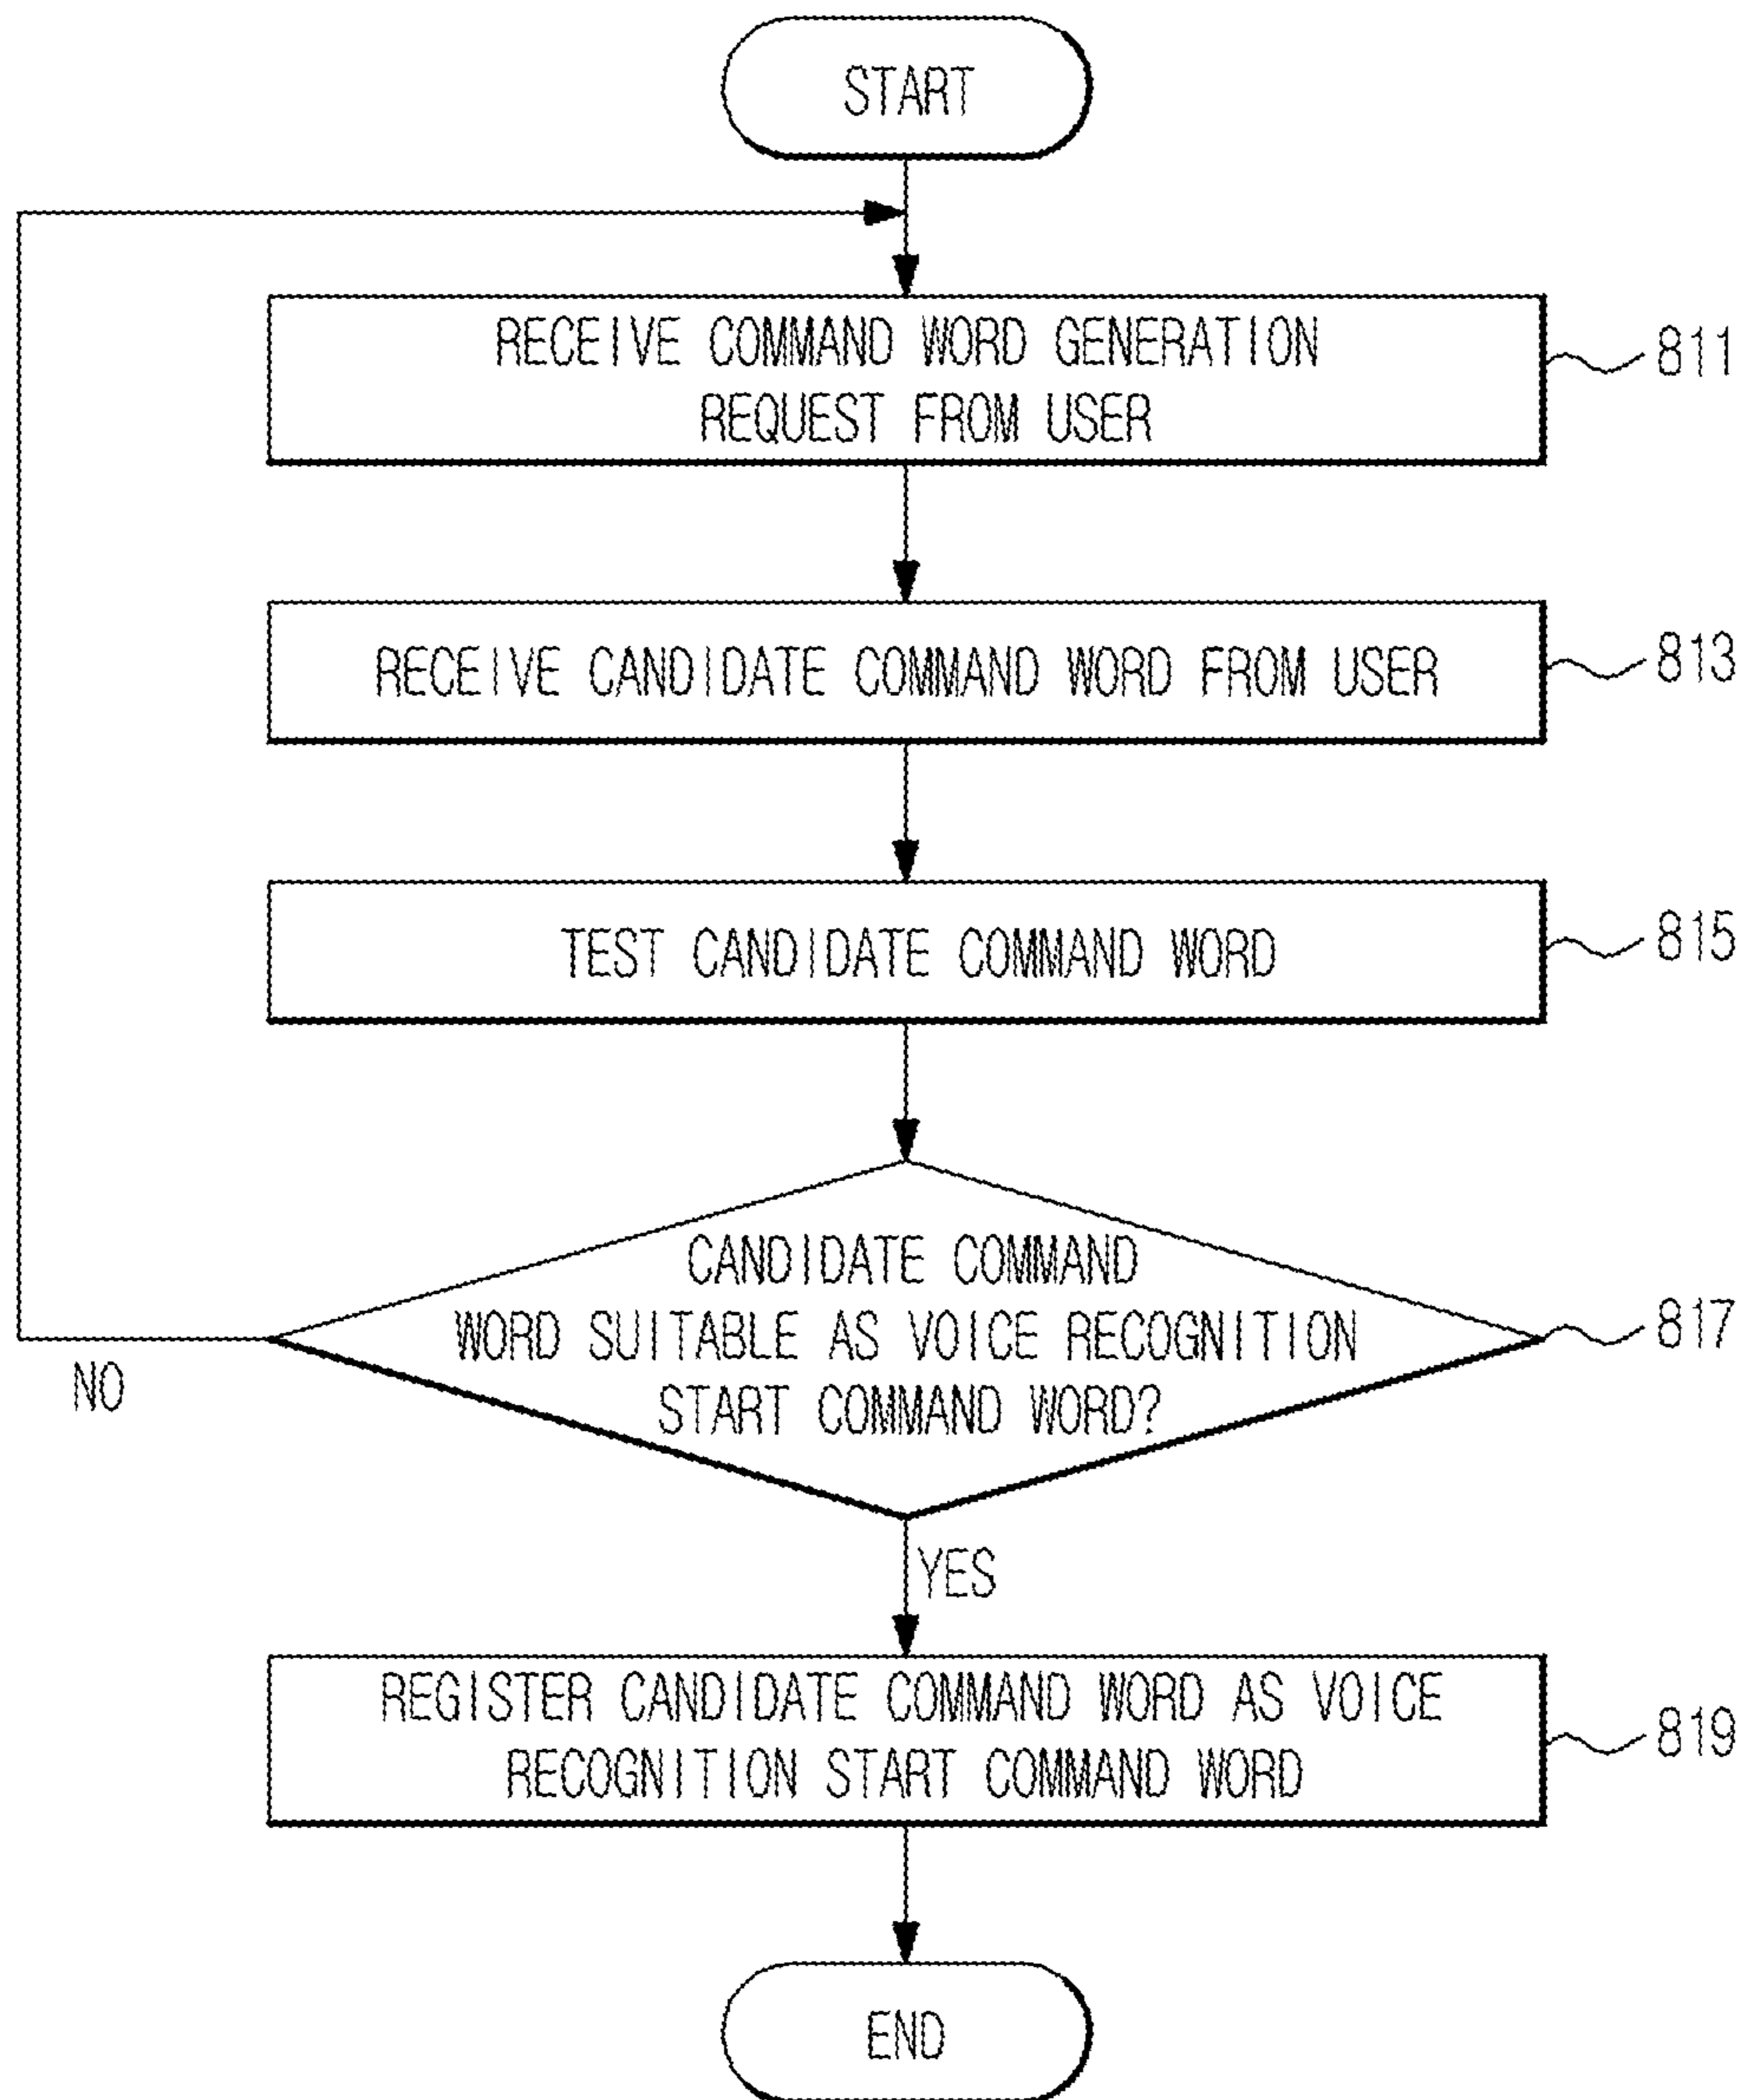 START
RECEIVE COMMAND WORD GENERATION
REQUEST FROM USER
811
RECEIVE CANDIDATE COMMAND WORD FROM USER
813
TEST CANDIDATE COMMAND WORD
815
CANDIDATE COMMAND
WORD SUITABLE AS VOICE RECOGNITION
START COMMAND WORD?
817
NO
YES
REGISTER CANDIDATE COMMAND WORD AS VOICE
RECOGNITION START COMMAND WORD
819
END